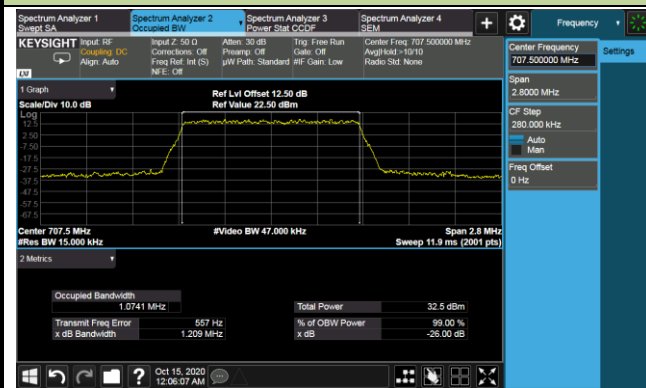 Spectrum Analyzer 1
Swept SA
Spectrum Analyzer 2
Occupied BW
Spectrum Analyzer 3
Power Stat CCDF
Spectrum Analyzer 4
SEM
+
Frequency
KEYSIGHT
Input: RF
Coupling: DC
Align: Auto
Input Z: 50 Ω
Corrections: Off
Freq Ref: Int (S)
NFE: Off
Atten: 30 dB
Preamp: Off
µW Path: Standard
Trig: Free Run
Gate: Off
#IF Gain: Low
Center Freq: 707.500000 MHz
Avg|Hold:>10/10
Radio Std: None
LXI
Center Frequency
707.500000 MHz
Settings
Span
2.8000 MHz
CF Step
280.000 kHz
Auto
Man
Freq Offset
0 Hz
1 Graph
Scale/Div 10.0 dB
Ref Lvl Offset 12.50 dB
Ref Value 22.50 dBm
Log
12.5
2.50
-7.50
-17.5
-27.5
-37.5
-47.5
-57.5
-67.5
Center 707.5 MHz
#Res BW 15.000 kHz
#Video BW 47.000 kHz
Span 2.8 MHz
Sweep 11.9 ms (2001 pts)
2 Metrics
Occupied Bandwidth
1.0741 MHz
Total Power 32.5 dBm
Transmit Freq Error 557 Hz
% of OBW Power 99.00 %
x dB Bandwidth 1.209 MHz
x dB -26.00 dB
?
Oct 15, 2020
12:06:07 AM